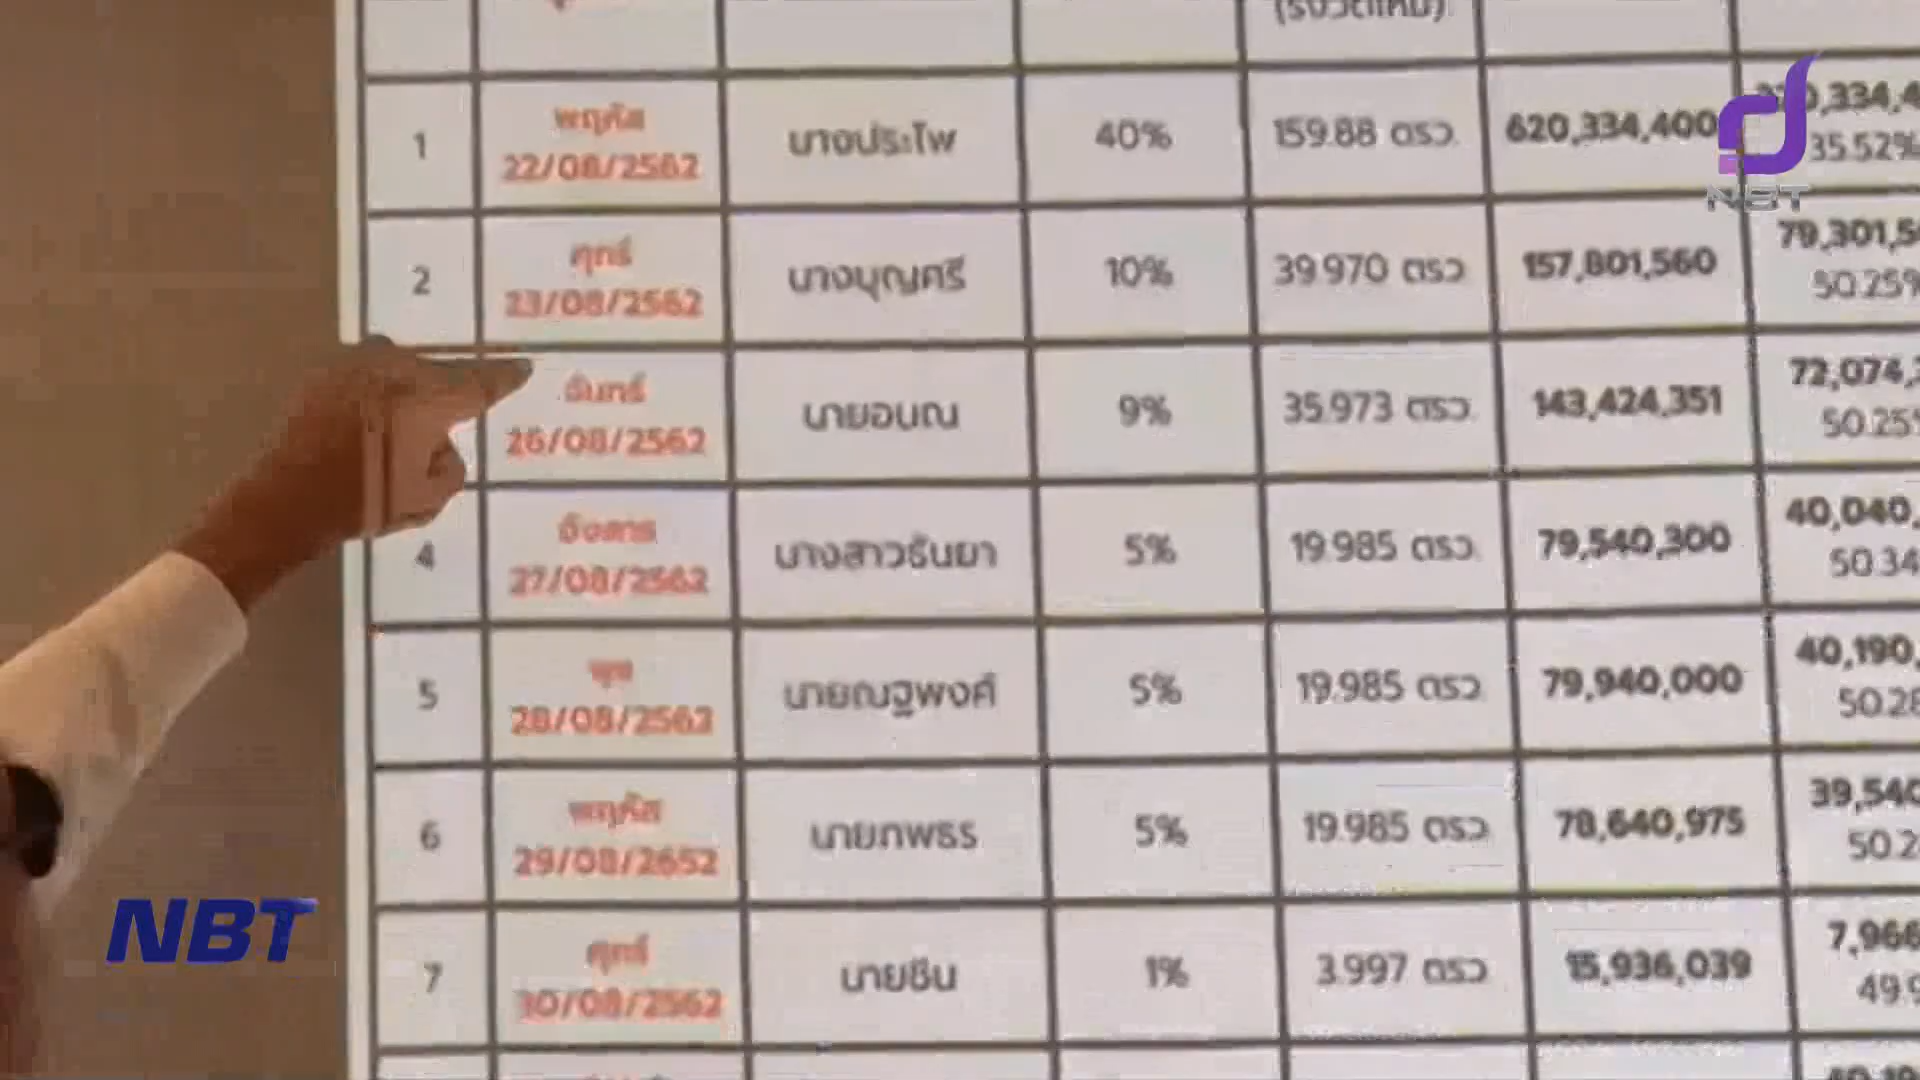 (รังวัดใหม่)
1 พฤหัส 22/08/2562 นางประไพ 40% 159.88 ตรว. 620,334,400 35.52%
2 ศุกร์ 23/08/2562 นางบุญศรี 10% 39.970 ตรว 157,801,560 79,301,5 50.25%
จันทร์ 26/08/2562 นายอนณ 9% 35.973 ตรว. 143,424,351 72,074, 50.25%
4 อังคาร 27/08/2562 นางสาวธันยา 5% 19.985 ตรว. 79,540,300 40,040, 50.34
5 พุธ 28/08/2562 นายณฐพงศ์ 5% 19.985 ตรว 79,940,000 40,190, 50.28
6 พฤหัส 29/08/2652 นายภพธร 5% 19.985 ตรว 78,640,975 39,540 50.2
7 ศุกร์ 30/08/2562 นายชิน 1% 3.997 ตรว 15,936,039 7,966 49.9
NBT
NBT